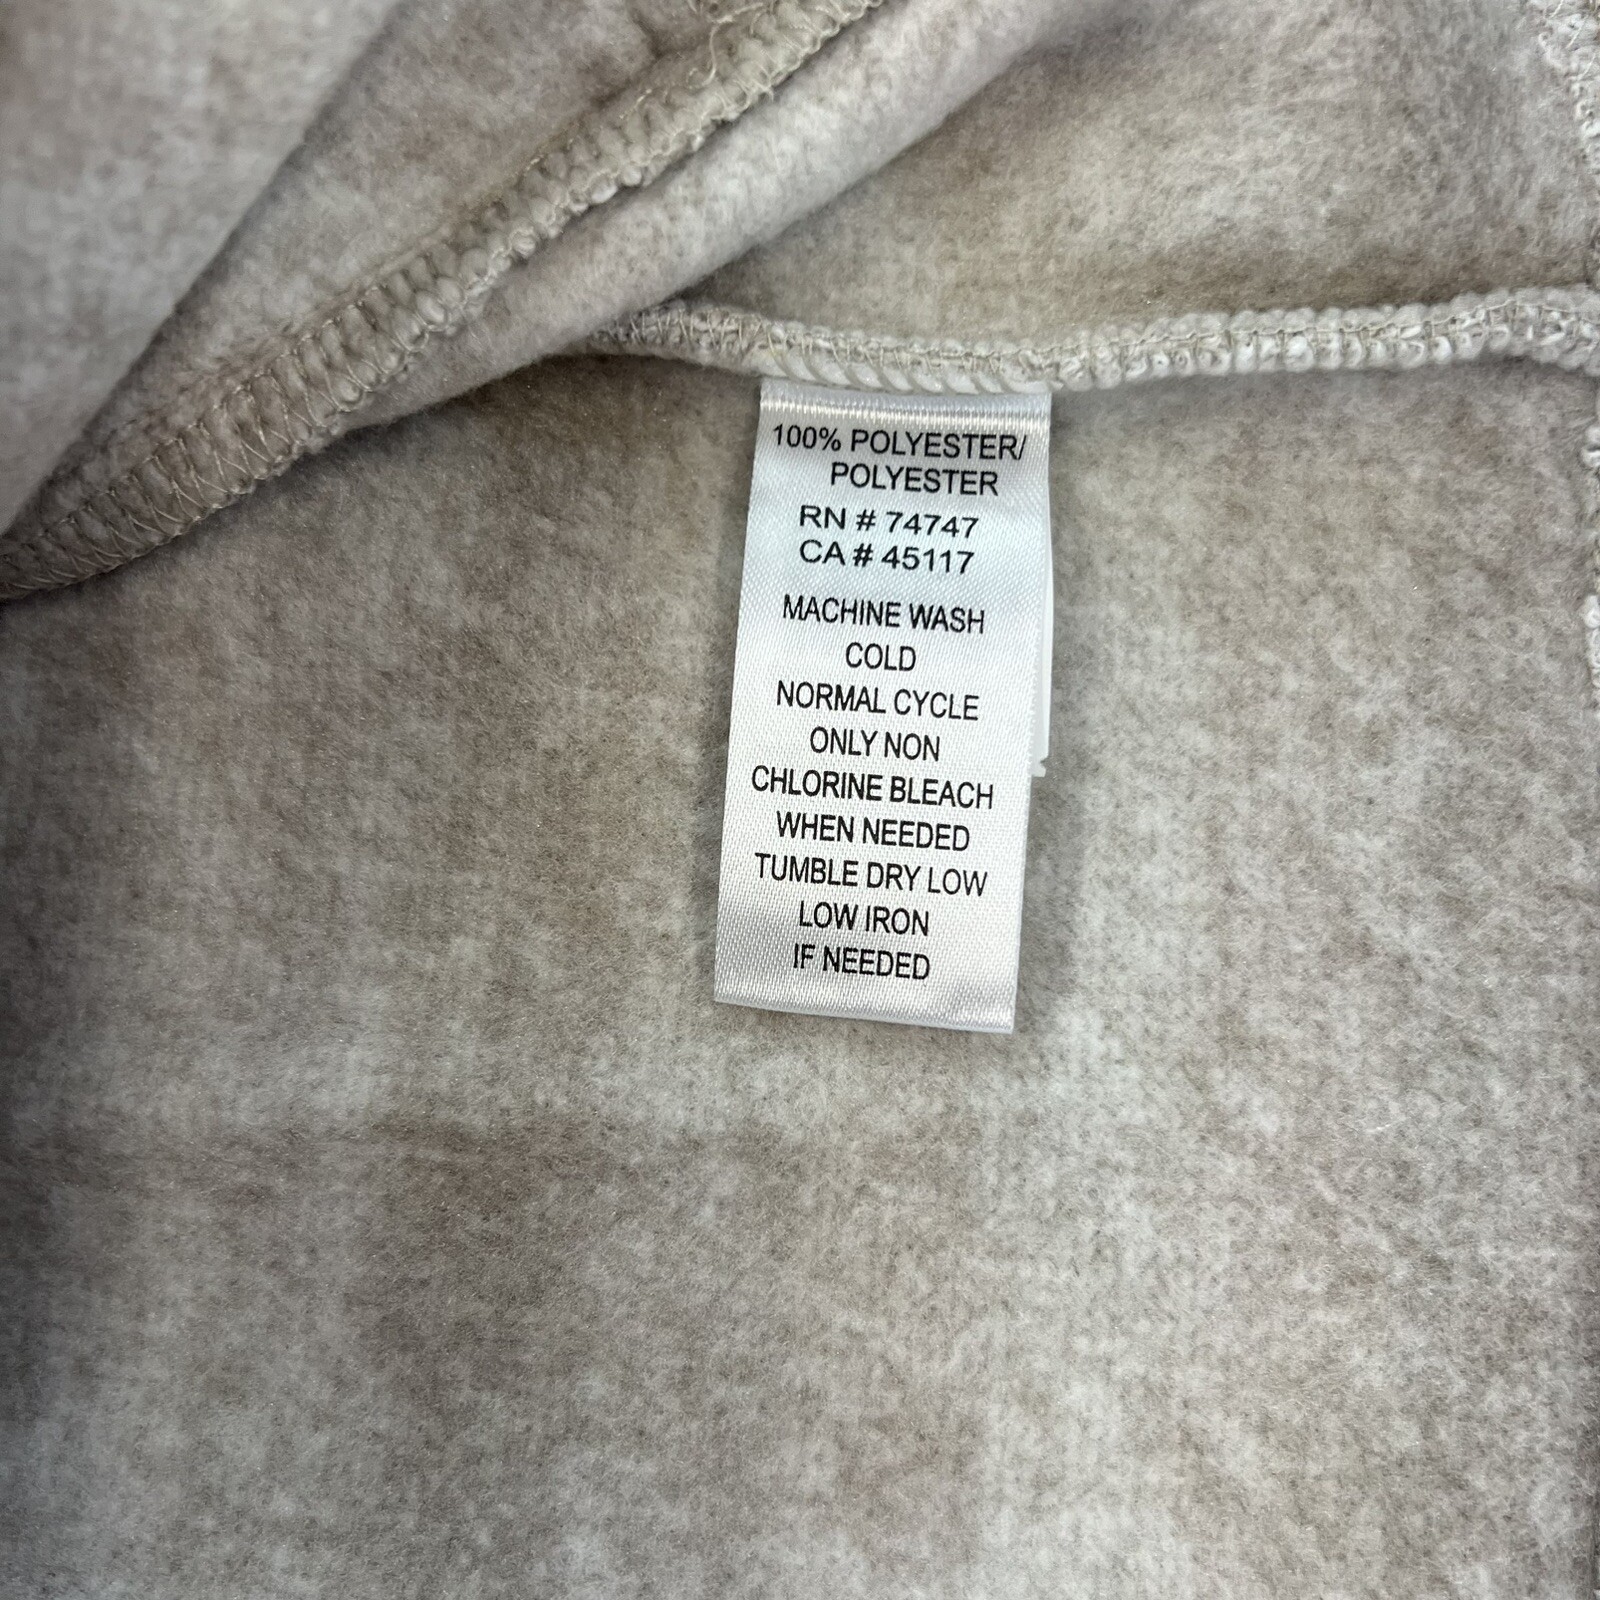 100% POLYESTER/
POLYESTER
RN # 74747
CA # 45117
MACHINE WASH
COLD
NORMAL CYCLE
ONLY NON
CHLORINE BLEACH
WHEN NEEDED
TUMBLE DRY LOW
LOW IRON
IF NEEDED